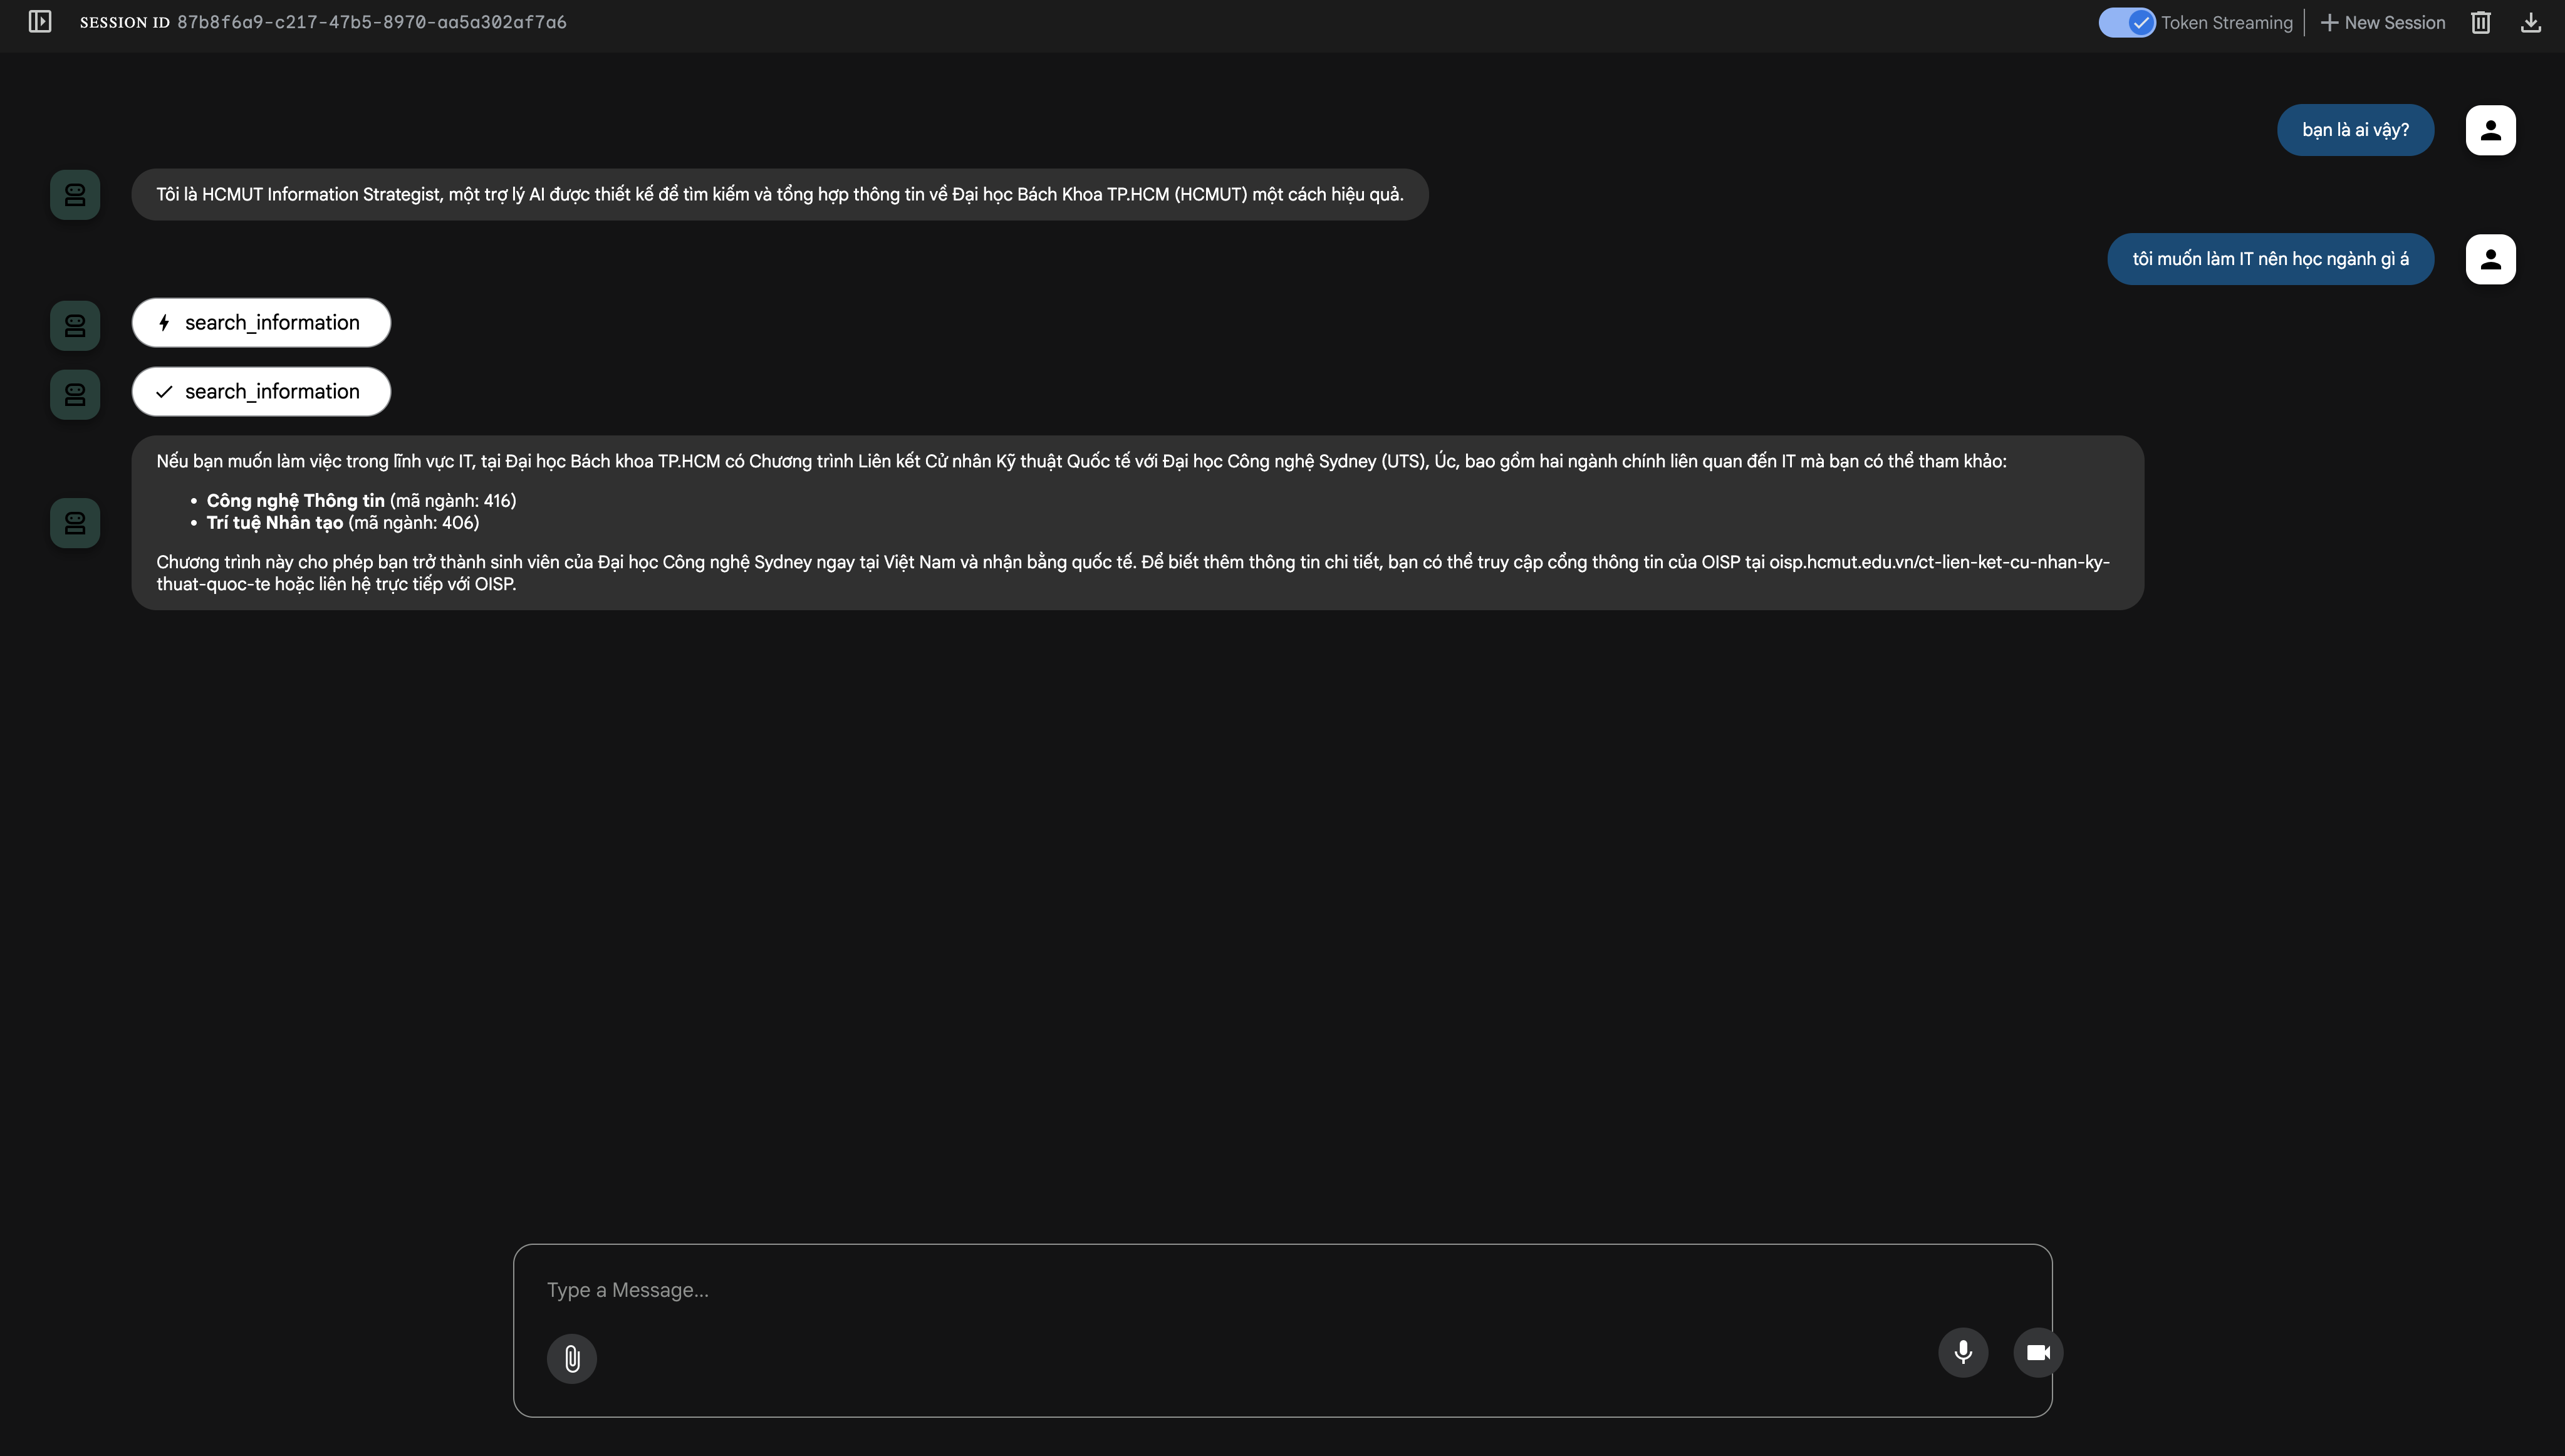 SESSION ID 87b8f6a9-c217-47b5-8970-aa5a302af7a6
Token Streaming
New Session
bạn là ai vậy?
Tôi là HCMUT Information Strategist, một trợ lý AI được thiết kế để tìm kiếm và tổng hợp thông tin về Đại học Bách Khoa TP.HCM (HCMUT) một cách hiệu quả.
tôi muốn làm IT nên học ngành gì á
search_information
search_information
Nếu bạn muốn làm việc trong lĩnh vực IT, tại Đại học Bách khoa TP.HCM có Chương trình Liên kết Cử nhân Kỹ thuật Quốc tế với Đại học Công nghệ Sydney (UTS), Úc, bao gồm hai ngành chính liên quan đến IT mà bạn có thể tham khảo:
• Công nghệ Thông tin (mã ngành: 416)
• Trí tuệ Nhân tạo (mã ngành: 406)
Chương trình này cho phép bạn trở thành sinh viên của Đại học Công nghệ Sydney ngay tại Việt Nam và nhận bằng quốc tế. Để biết thêm thông tin chi tiết, bạn có thể truy cập cổng thông tin của OISP tại oisp.hcmut.edu.vn/ct-lien-ket-cu-nhan-ky-
thuat-quoc-te hoặc liên hệ trực tiếp với OISP.
Type a Message...